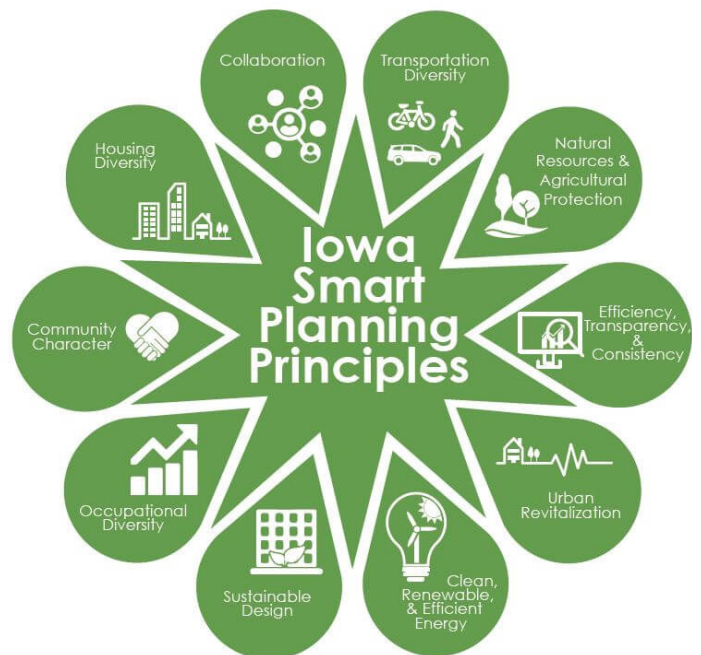 Iowa
Smart
Planning
Principles
Collaboration
Transportation
Diversity
Natural
Resources &
Agricultural
Protection
Efficiency,
Transparency,
&
Consistency
Urban
Revitalization
Clean,
Renewable,
& Efficient
Energy
Sustainable
Design
Occupational
Diversity
Community
Character
Housing
Diversity